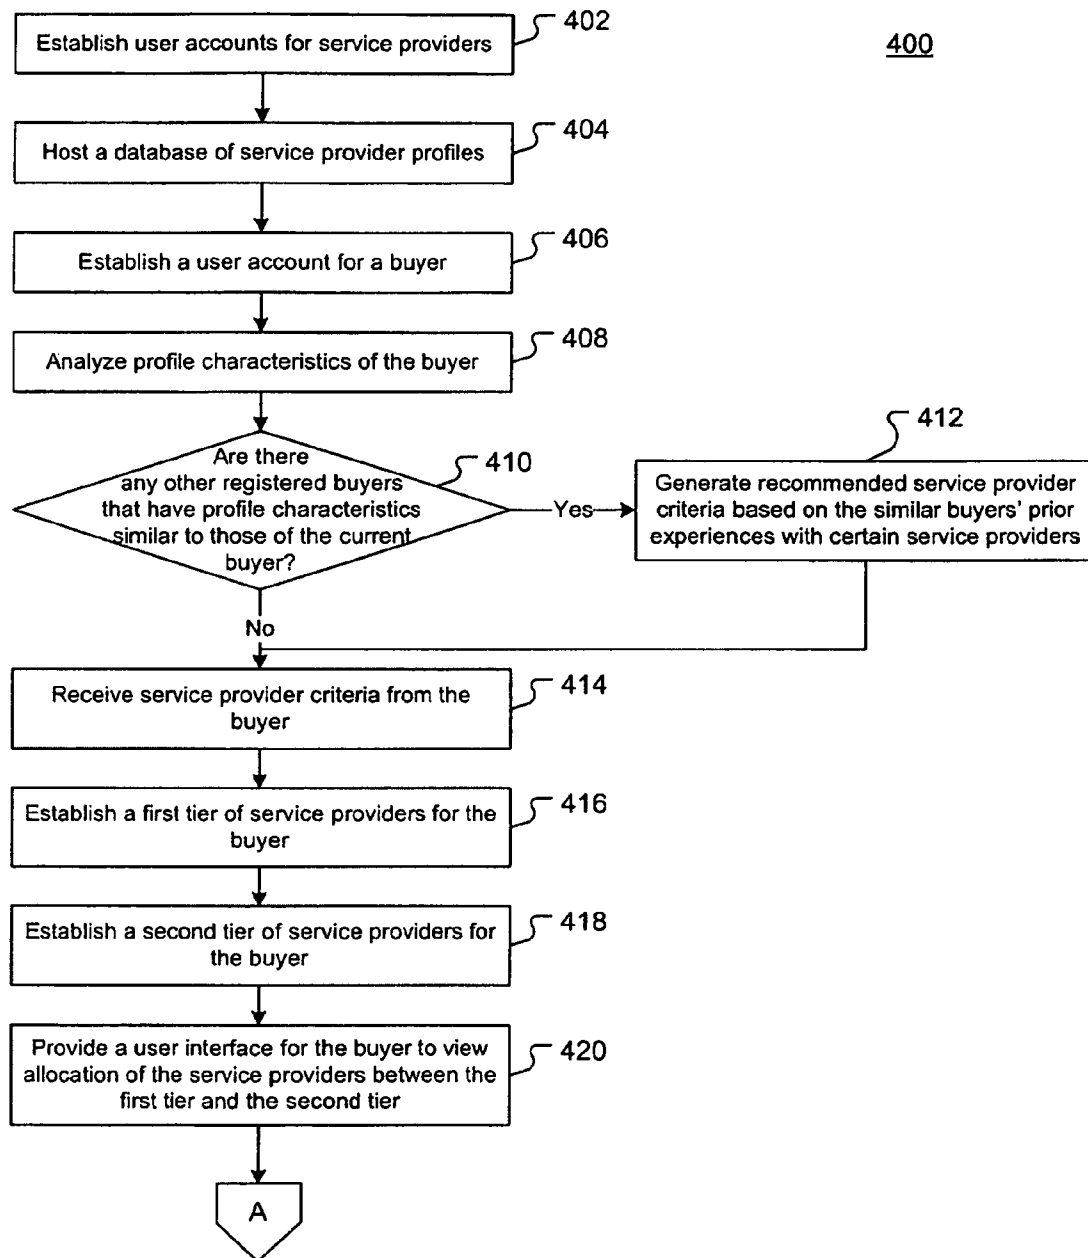 Establish user accounts for service providers
402
400
Host a database of service provider profiles
404
Establish a user account for a buyer
406
Analyze profile characteristics of the buyer
408
Are there
any other registered buyers
that have profile characteristics
similar to those of the current
buyer?
410
Yes
412
Generate recommended service provider
criteria based on the similar buyers' prior
experiences with certain service providers
No
Receive service provider criteria from the
buyer
414
Establish a first tier of service providers for the
buyer
416
Establish a second tier of service providers for
the buyer
418
Provide a user interface for the buyer to view
allocation of the service providers between the
first tier and the second tier
420
A